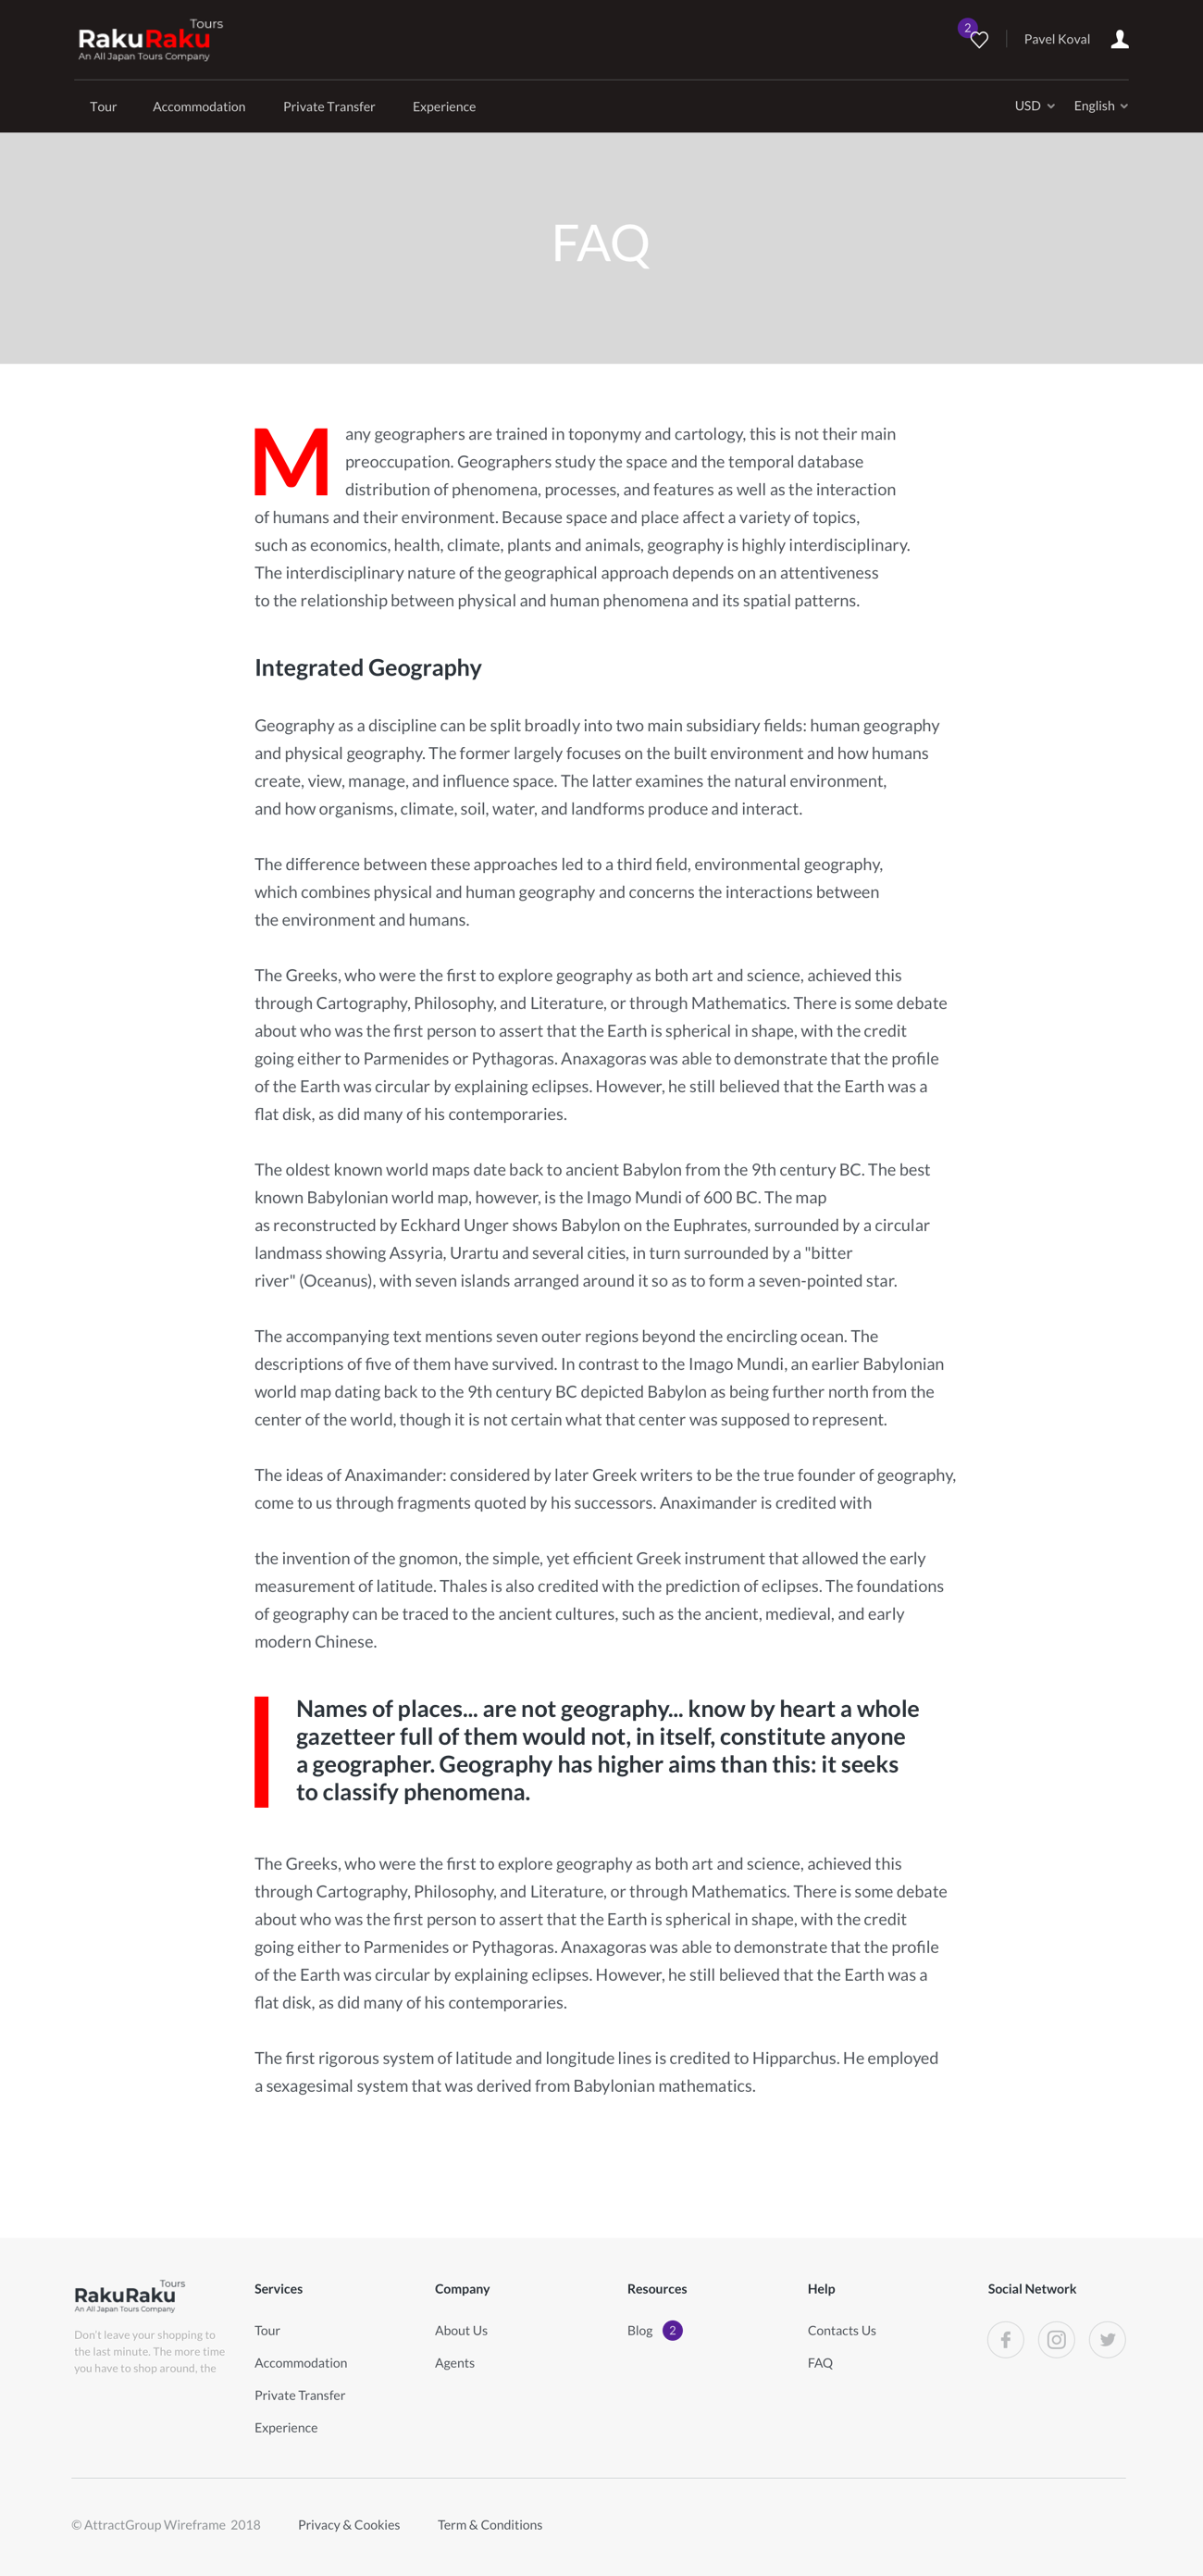 Tours
RakuRaku
An All Japan Tours Company
2
Pavel Koval
Tour Accommodation Private Transfer Experience USD English
FAQ
Many geographers are trained in toponymy and cartology, this is not their main
preoccupation. Geographers study the space and the temporal database
distribution of phenomena, processes, and features as well as the interaction
of humans and their environment. Because space and place affect a variety of topics,
such as economics, health, climate, plants and animals, geography is highly interdisciplinary.
The interdisciplinary nature of the geographical approach depends on an attentiveness
to the relationship between physical and human phenomena and its spatial patterns.
Integrated Geography
Geography as a discipline can be split broadly into two main subsidiary fields: human geography
and physical geography. The former largely focuses on the built environment and how humans
create, view, manage, and influence space. The latter examines the natural environment,
and how organisms, climate, soil, water, and landforms produce and interact.
The difference between these approaches led to a third field, environmental geography,
which combines physical and human geography and concerns the interactions between
the environment and humans.
The Greeks, who were the first to explore geography as both art and science, achieved this
through Cartography, Philosophy, and Literature, or through Mathematics. There is some debate
about who was the first person to assert that the Earth is spherical in shape, with the credit
going either to Parmenides or Pythagoras. Anaxagoras was able to demonstrate that the profile
of the Earth was circular by explaining eclipses. However, he still believed that the Earth was a
flat disk, as did many of his contemporaries.
The oldest known world maps date back to ancient Babylon from the 9th century BC. The best
known Babylonian world map, however, is the Imago Mundi of 600 BC. The map
as reconstructed by Eckhard Unger shows Babylon on the Euphrates, surrounded by a circular
landmass showing Assyria, Urartu and several cities, in turn surrounded by a "bitter
river" (Oceanus), with seven islands arranged around it so as to form a seven-pointed star.
The accompanying text mentions seven outer regions beyond the encircling ocean. The
descriptions of five of them have survived. In contrast to the Imago Mundi, an earlier Babylonian
world map dating back to the 9th century BC depicted Babylon as being further north from the
center of the world, though it is not certain what that center was supposed to represent.
The ideas of Anaximander: considered by later Greek writers to be the true founder of geography,
come to us through fragments quoted by his successors. Anaximander is credited with
the invention of the gnomon, the simple, yet efficient Greek instrument that allowed the early
measurement of latitude. Thales is also credited with the prediction of eclipses. The foundations
of geography can be traced to the ancient cultures, such as the ancient, medieval, and early
modern Chinese.
Names of places... are not geography... know by heart a whole
gazetteer full of them would not, in itself, constitute anyone
a geographer. Geography has higher aims than this: it seeks
to classify phenomena.
The Greeks, who were the first to explore geography as both art and science, achieved this
through Cartography, Philosophy, and Literature, or through Mathematics. There is some debate
about who was the first person to assert that the Earth is spherical in shape, with the credit
going either to Parmenides or Pythagoras. Anaxagoras was able to demonstrate that the profile
of the Earth was circular by explaining eclipses. However, he still believed that the Earth was a
flat disk, as did many of his contemporaries.
The first rigorous system of latitude and longitude lines is credited to Hipparchus. He employed
a sexagesimal system that was derived from Babylonian mathematics.
Tours
RakuRaku
An All Japan Tours Company
Don't leave your shopping to
the last minute. The more time
you have to shop around, the
Services
Tour
Accommodation
Private Transfer
Experience
Company
About Us
Agents
Resources
Blog 2
Help
Contacts Us
FAQ
Social Network
© AttractGroup Wireframe 2018 Privacy & Cookies Term & Conditions